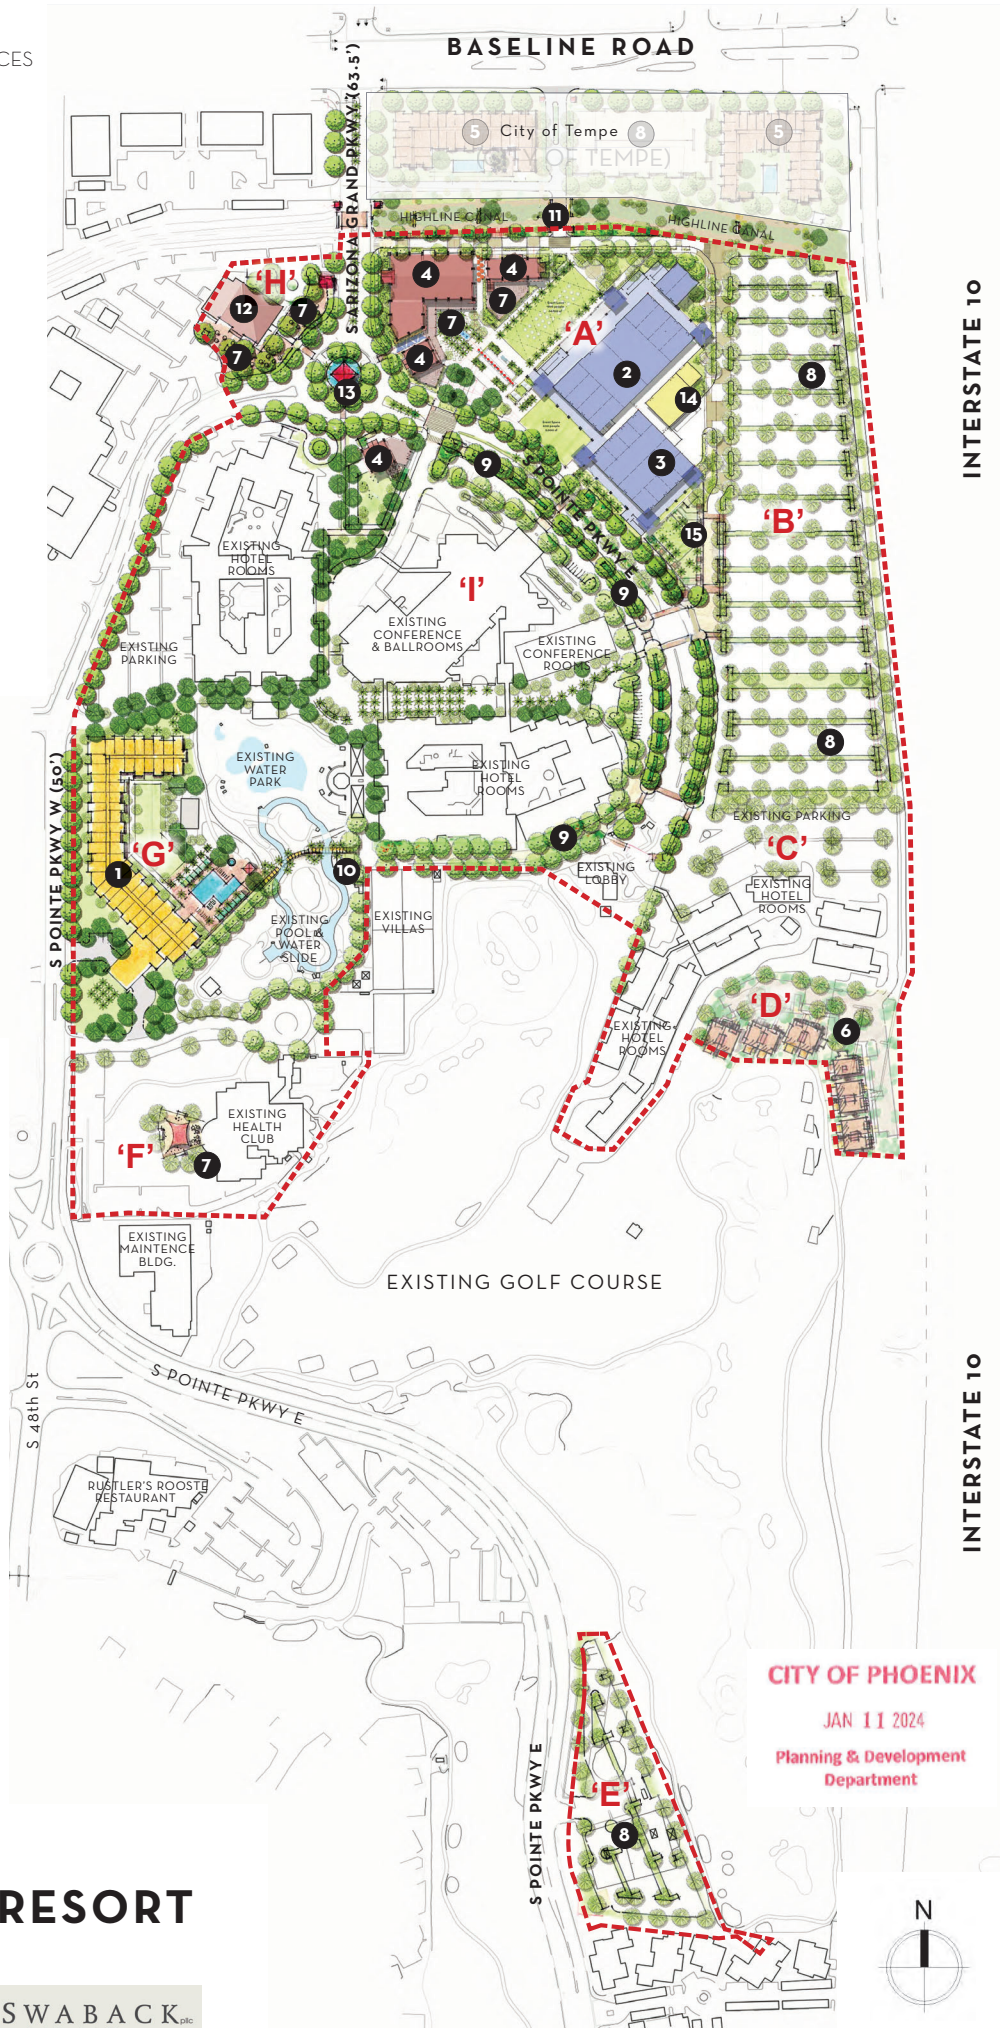 CES
BASELINE ROAD
S ARIZONA GRAND PKWY (63.5')
5
City of Tempe
8
5
(CITY OF TEMPE)
HIGHLINE CANAL
11
HIGHLINE CANAL
INTERSTATE 10
'H'
12
7
7
4
4
7
7
4
13
'A'
2
14
8
4
9
3
S POINTE PKWY E
'B'
15
EXISTING
HOTEL
ROOMS
'I'
9
EXISTING
CONFERENCE
& BALLROOMS
EXISTING
CONFERENCE
ROOMS
EXISTING
PARKING
8
S POINTE PKWY W (50')
EXISTING
WATER
PARK
EXISTING
HOTEL
ROOMS
EXISTING PARKING
'G'
1
9
'C'
10
EXISTING
LOBBY
EXISTING
HOTEL
ROOMS
EXISTING
POOL &
WATER
SLIDE
EXISTING
VILLAS
'D'
6
EXISTING
HOTEL
ROOMS
EXISTING
HEALTH
CLUB
'F'
7
EXISTING
MAINTENCE
BLDG.
EXISTING GOLF COURSE
INTERSTATE 10
S POINTE PKWY E
S 48th St
RUSTLER'S ROOSTE
RESTAURANT
CITY OF PHOENIX
JAN 11 2024
Planning & Development
Department
S POINTE PKWY E
'E'
8
RESORT
N
SWABACK pllc